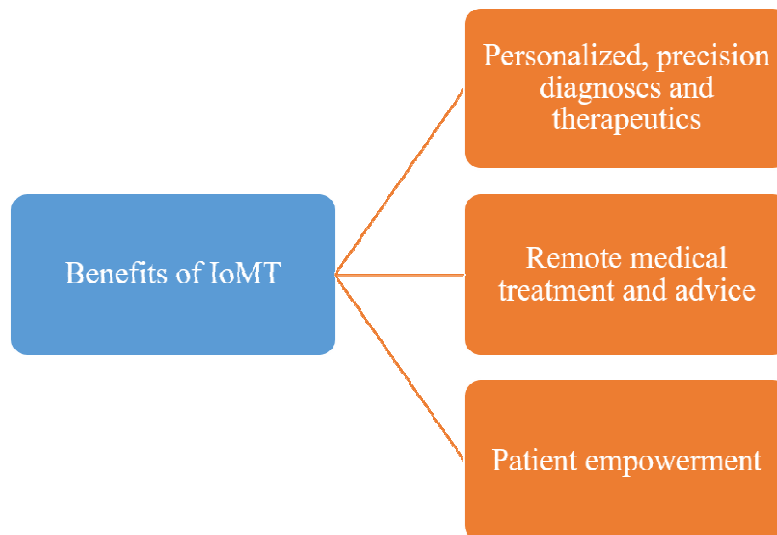 Personalized, precision
diagnoses and
therapeutics
Benefits of IoMT
Remote medical
treatment and advice
Patient empowerment